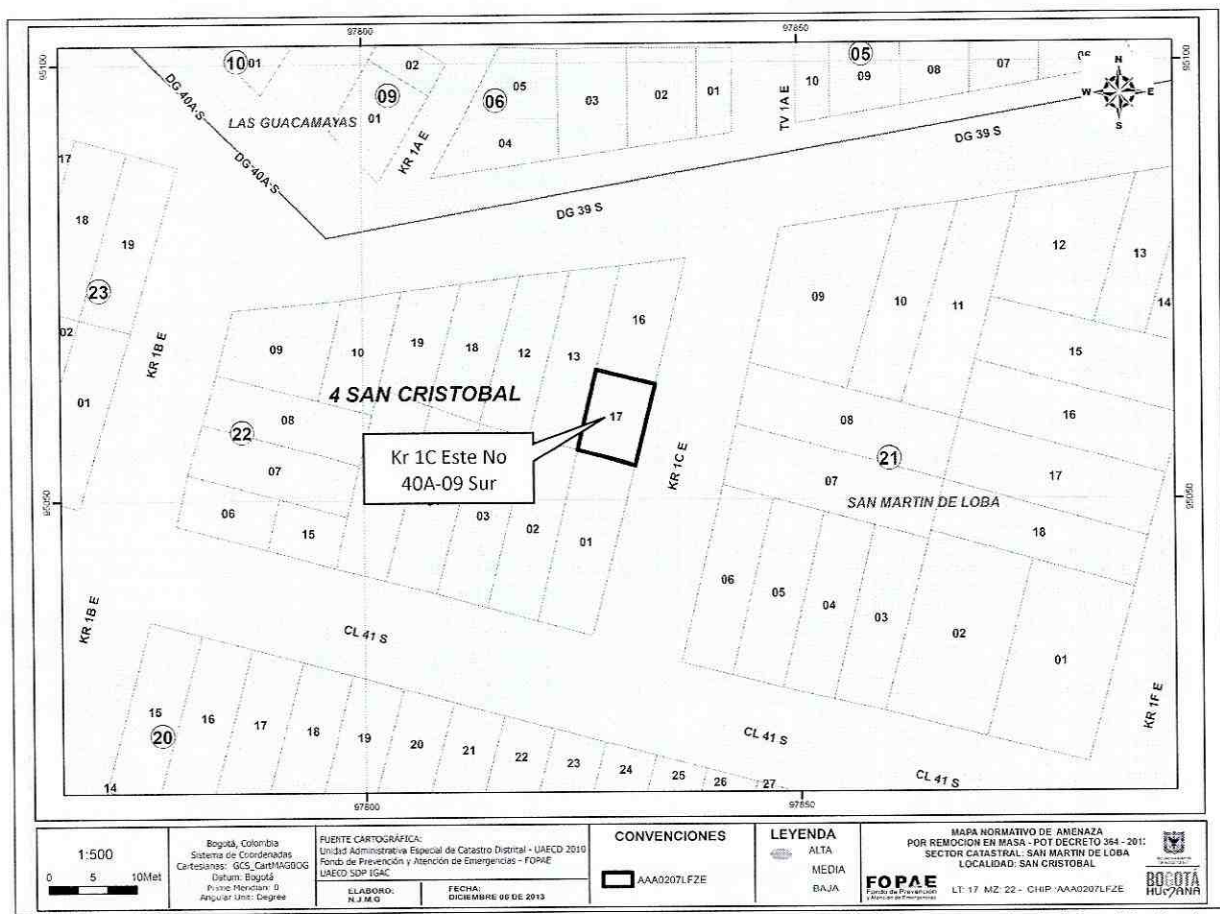 97800
97850
95100
95100
10
01
02
09
01
06
05
03
02
01
04
10
05
09
08
07
06
N
W
E
S
DG 40A S
DG 40A S
LAS GUACAMAYAS
KR 1A E
TV 1A E
DG 39 S
DG 39 S
17
18
19
23
02
01
KR 1B E
09
10
19
18
12
13
16
4 SAN CRISTOBAL
17
08
22
07
06
15
Kr 1C Este No
40A-09 Sur
03
02
01
KR 1C E
09
10
11
12
13
14
15
16
08
21
07
17
SAN MARTIN DE LOBA
18
95050
95050
06
05
04
03
02
01
KR 1B E
CL 41 S
KR 1F E
15
20
16
17
18
19
20
21
22
23
24
25
26
27
14
CL 41 S
CL 41 S
97800
97850
1:500
0 5 10Met
Bogotá, Colombia
Sistema de Coordenadas
Cartesianas: GCS_CartMAGBOG
Datum: Bogotá
Prime Meridian: 0
Angular Unit: Degree
FUENTE CARTOGRÁFICA:
Unidad Administrativa Especial de Catastro Distrital - UAECD 2010
Fondo de Prevención y Atención de Emergencias - FOPAE
UAECD SDP IGAC
ELABORO:
N.J.M.G
FECHA:
DICIEMBRE 06 DE 2013
CONVENCIONES
AAA0207LFZE
LEYENDA
ALTA
MEDIA
BAJA
MAPA NORMATIVO DE AMENAZA
POR REMOCION EN MASA - POT DECRETO 364 - 201
SECTOR CATASTRAL: SAN MARTIN DE LOBA
LOCALIDAD: SAN CRISTOBAL
FOPAE
Fondo de Prevención
y Atención de Emergencias
LT: 17 MZ: 22 - CHIP: AAA0207LFZE
BOGOTÁ
HUMANA